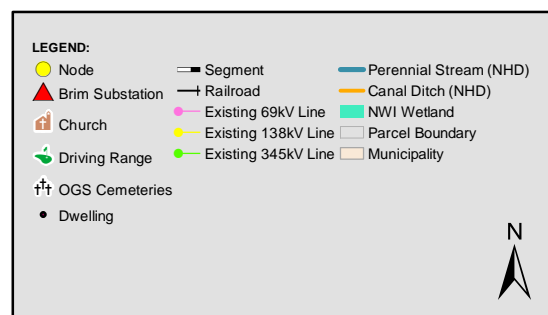 LEGEND:
Node
Brim Substation
Church
Driving Range
OGS Cemeteries
Dwelling
Segment
Railroad
Existing 69kV Line
Existing 138kV Line
Existing 345kV Line
Perennial Stream (NHD)
Canal Ditch (NHD)
NWI Wetland
Parcel Boundary
Municipality
N